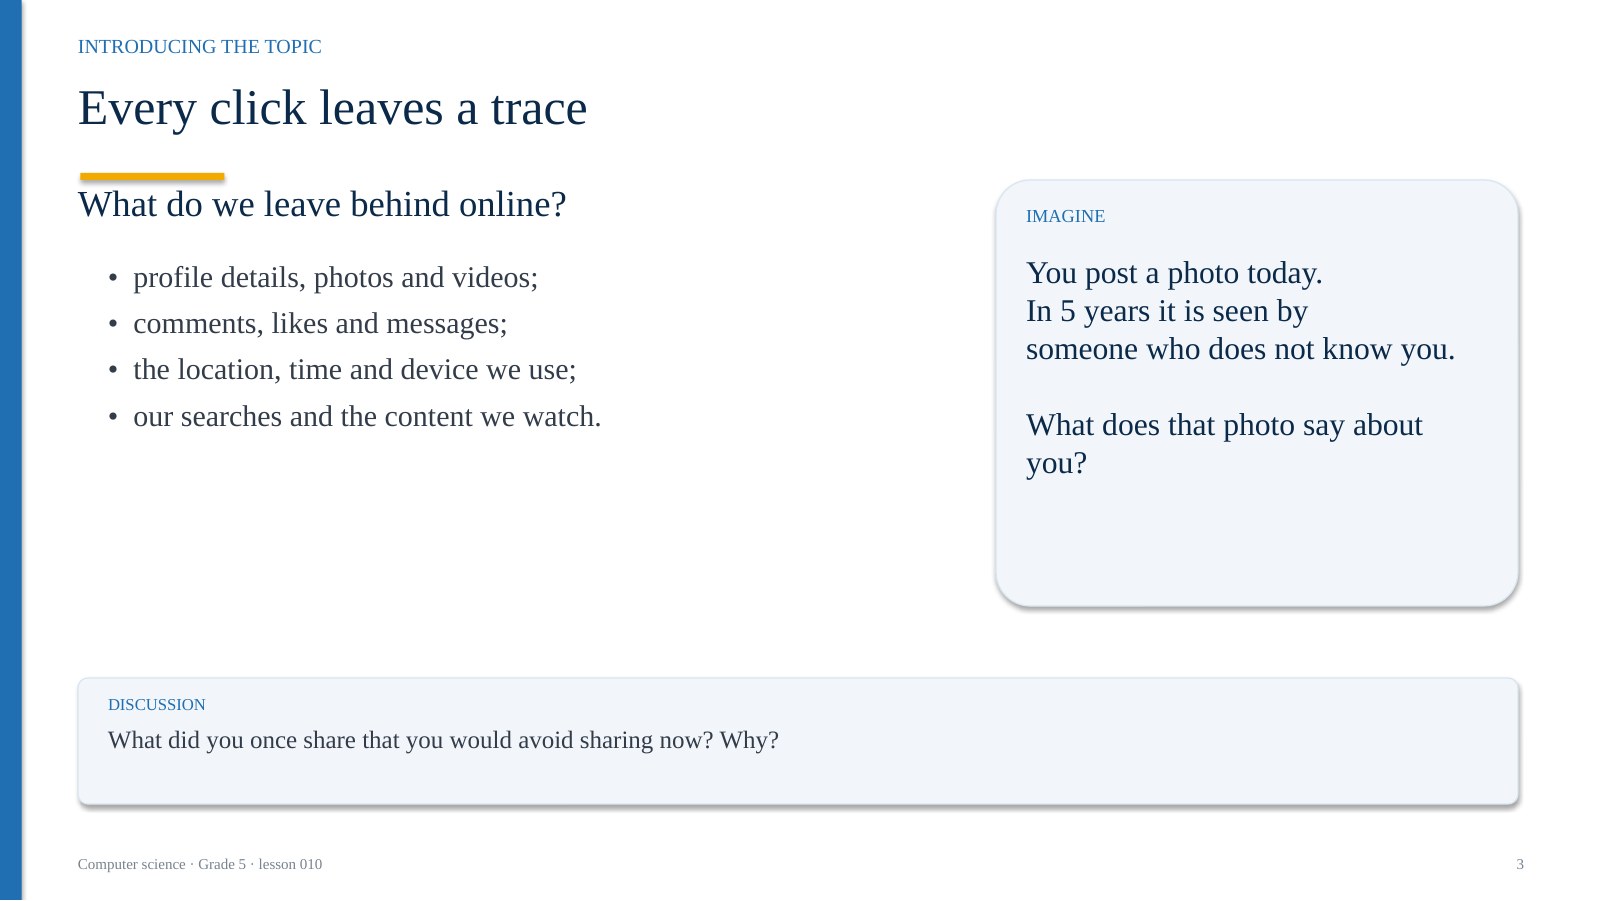 INTRODUCING THE TOPIC
Every click leaves a trace
What do we leave behind online?
• profile details, photos and videos;
• comments, likes and messages;
• the location, time and device we use;
• our searches and the content we watch.
IMAGINE
You post a photo today.
In 5 years it is seen by
someone who does not know you.
What does that photo say about
you?
DISCUSSION
What did you once share that you would avoid sharing now? Why?
Computer science · Grade 5 · lesson 010
3